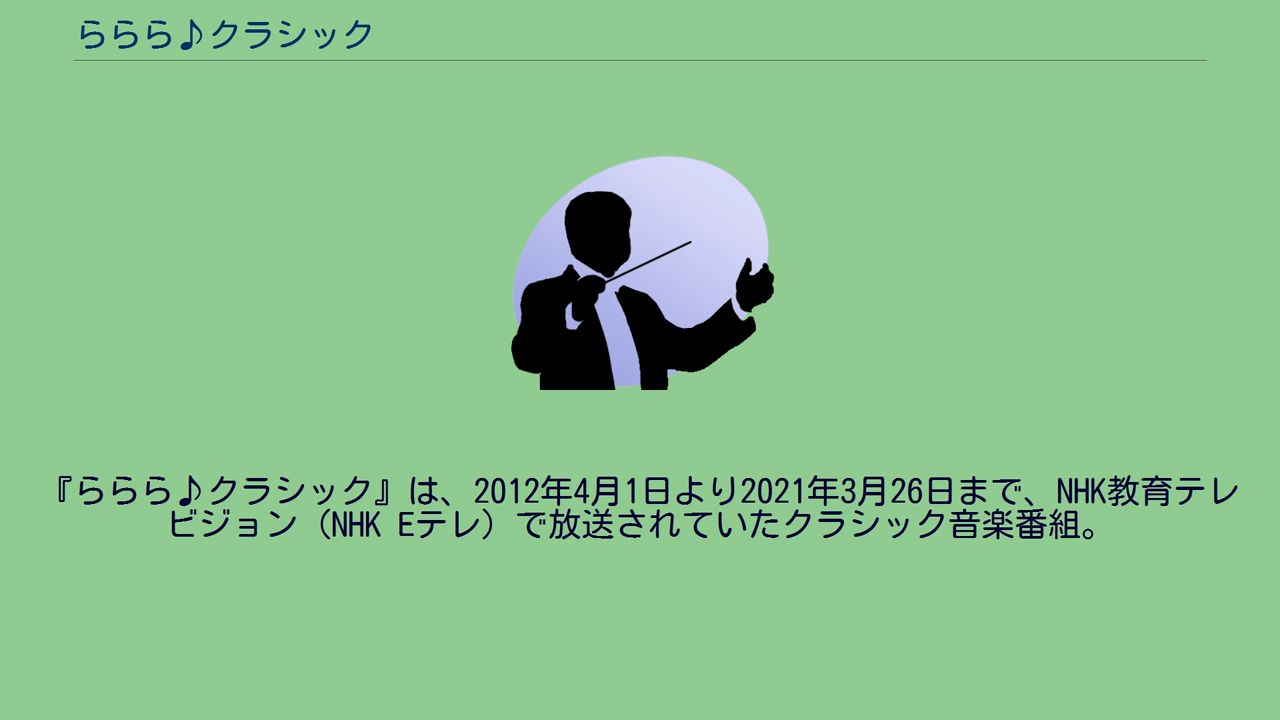 ららら♪クラシック
『ららら♪クラシック』は、2012年4月1日より2021年3月26日まで、NHK教育テレ
ビジョン（NHK Eテレ）で放送されていたクラシック音楽番組。